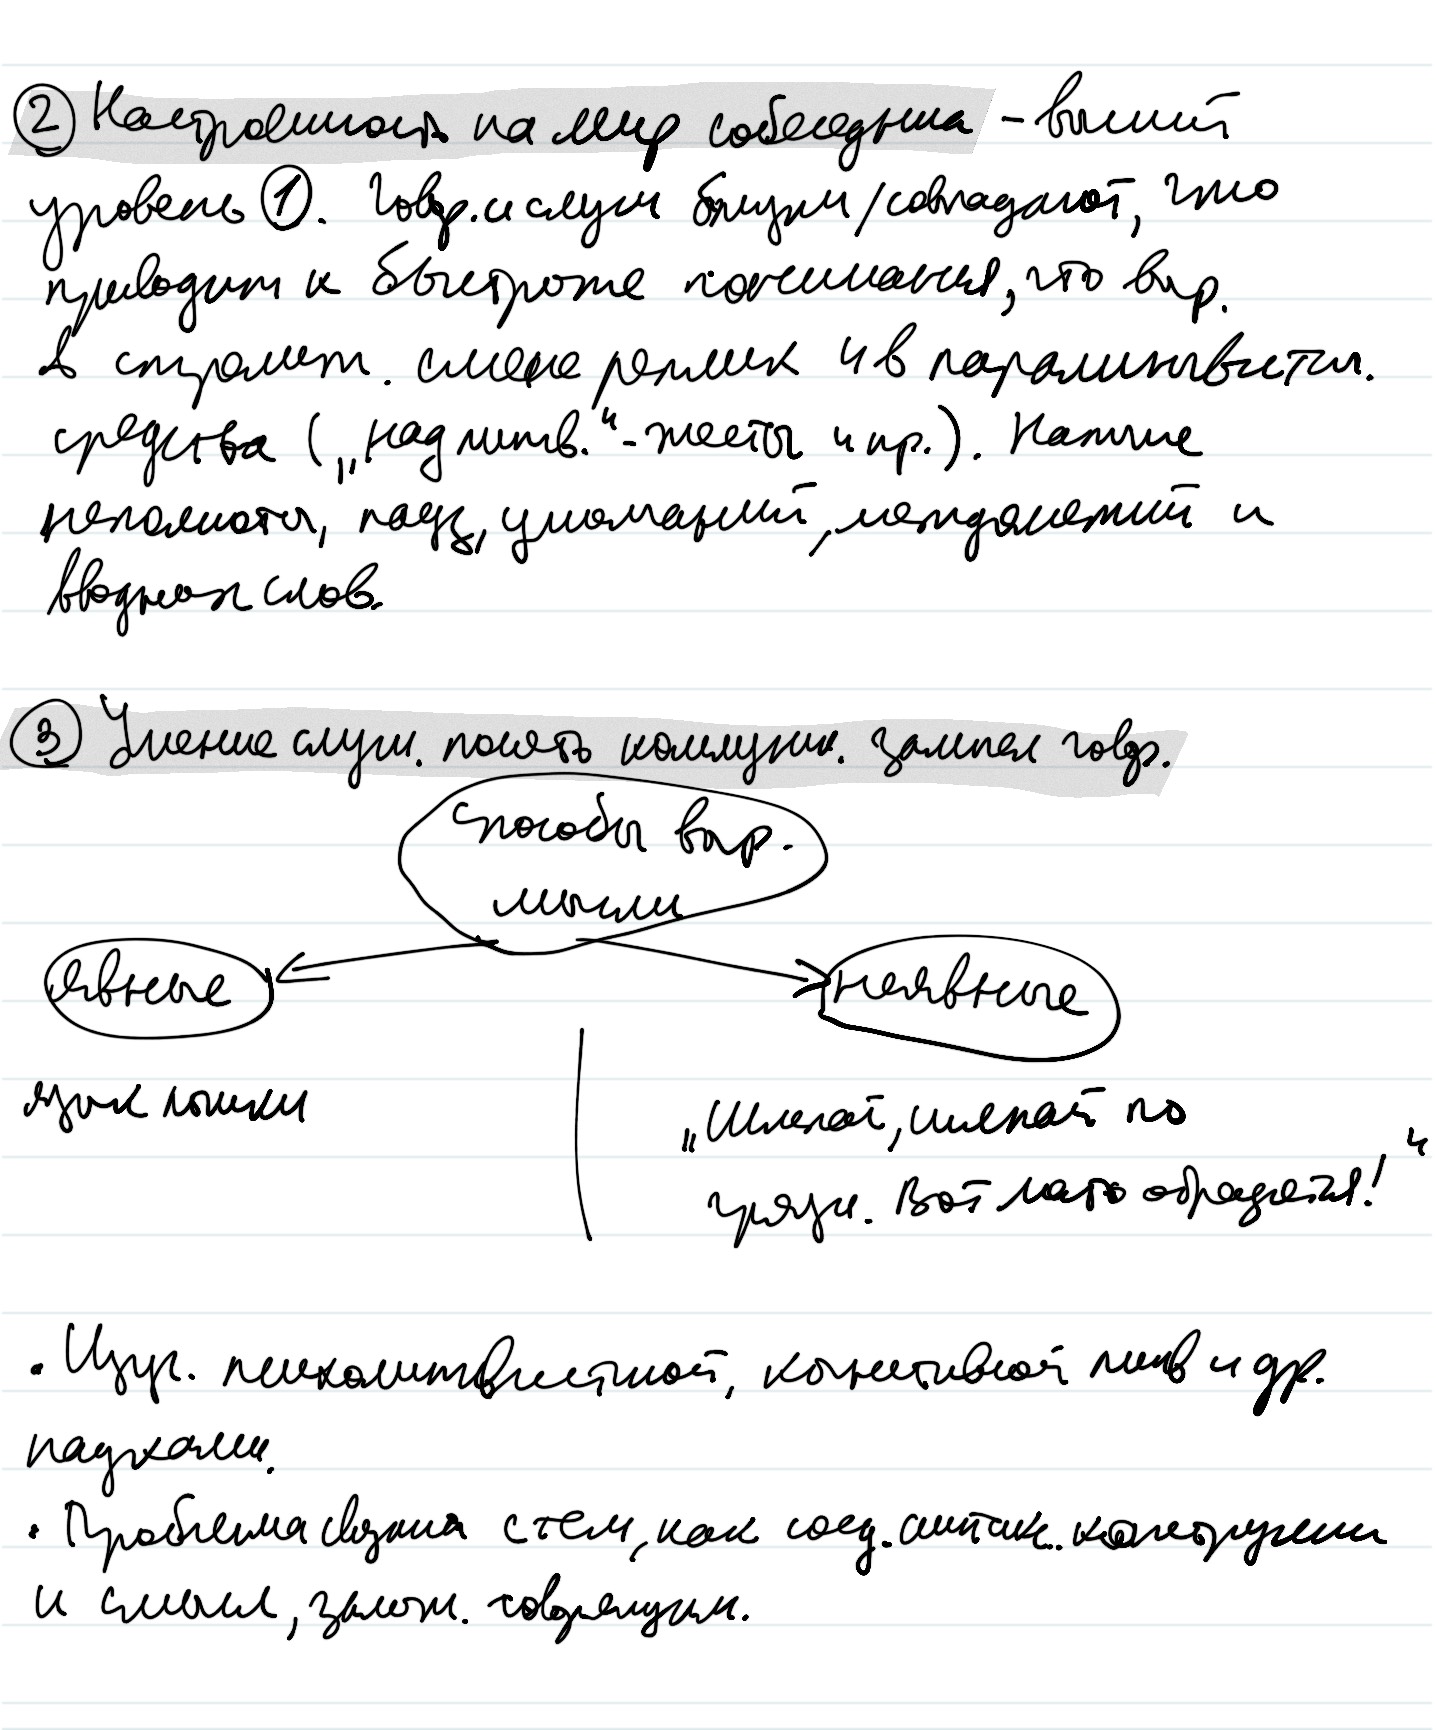 ② Настроенность на мир собеседника - высший
уровень ①. Говор. и слуш близки/совпадают, что
приводит к быстроте понимания, что выр.
в стремит. смене реплик и в паралингвистич.
средства („надлингв.“ - жесты и пр.). Наличие
неполноты, пауз, умолчаний, междометий и
вводных слов.
③ Умение слуш. понять коммуник. замысел говор.
способы выр.
мысли
явные
неявные
язык мышки
„Шлепай, шлепай по
грязи. Вот мать обрадуется!“
· Изуч. психолингвистикой, когнитивной лингв и др.
науками.
· Проблема связана с тем, как соед. синтак. конструкции
и смысл, залож. говорящим.